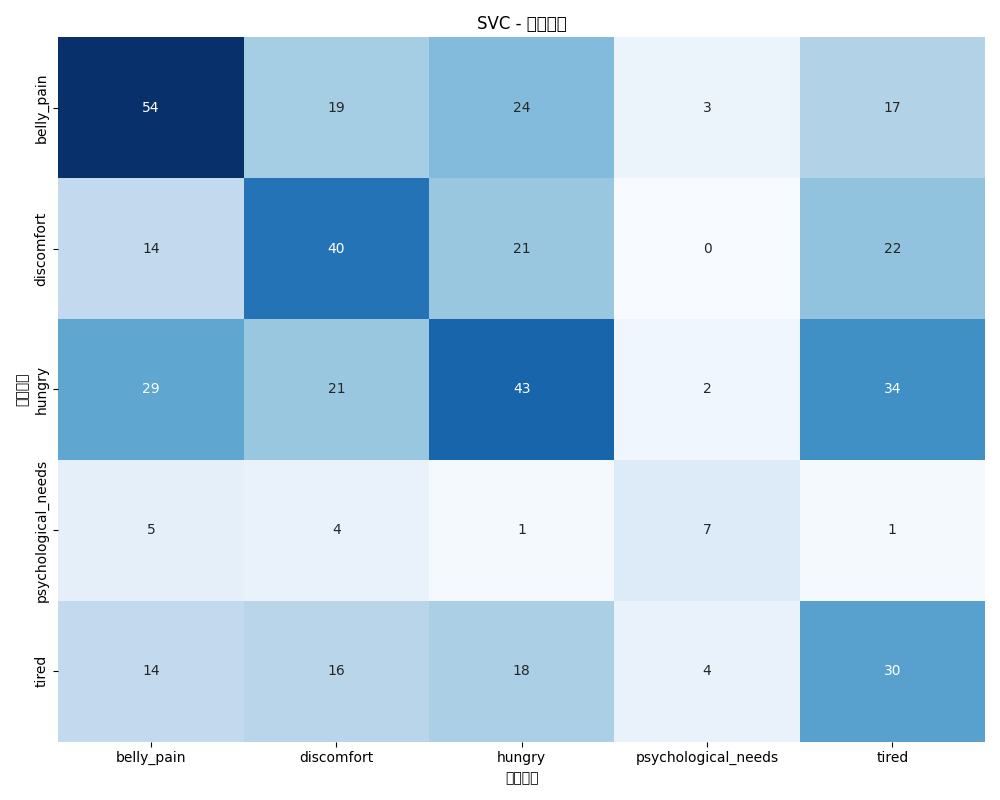 SVC -
belly_pain
54 19 24 3 17
discomfort
14 40 21 0 22
hungry
29 21 43 2 34
psychological_needs
5 4 1 7 1
tired
14 16 18 4 30
belly_pain discomfort hungry psychological_needs tired